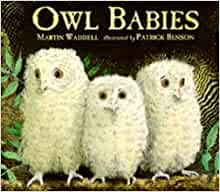 OWL BABIES
MARTIN WADDELL illustrated by PATRICK BENSON